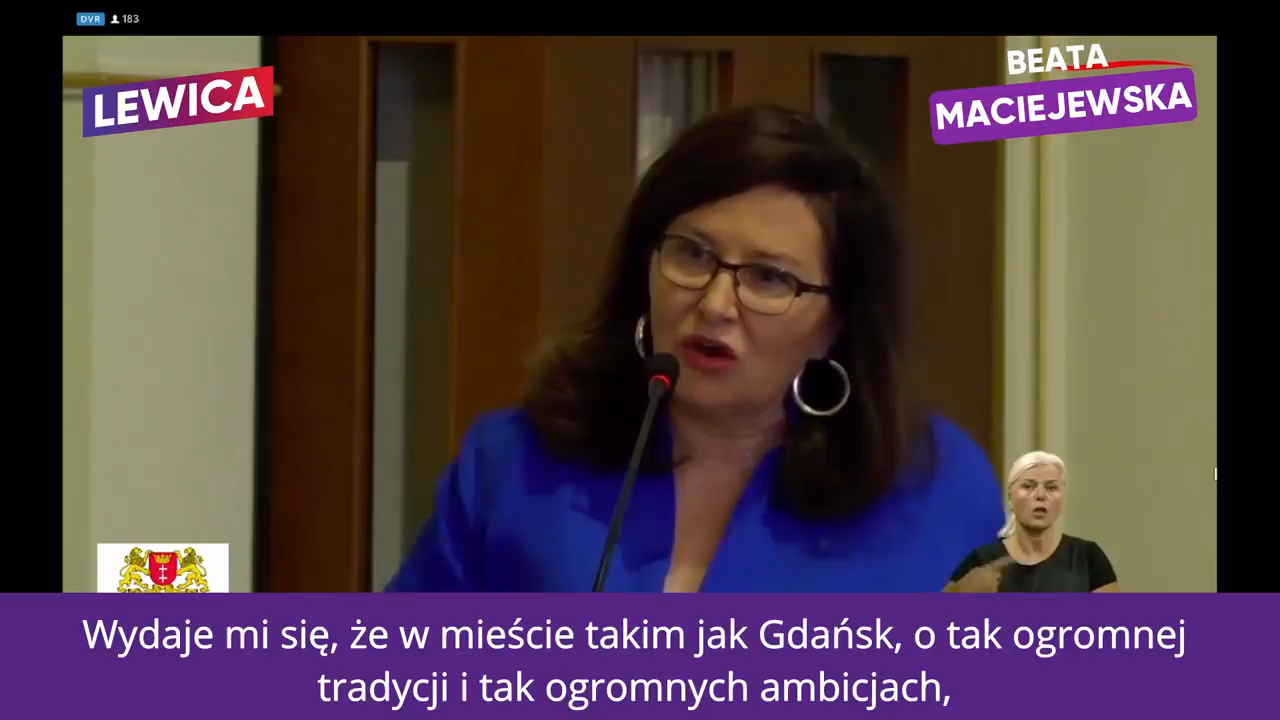 DVR 183
LEWICA
BEATA
MACIEJEWSKA
Wydaje mi się, że w mieście takim jak Gdańsk, o tak ogromnej
tradycji i tak ogromnych ambicjach,